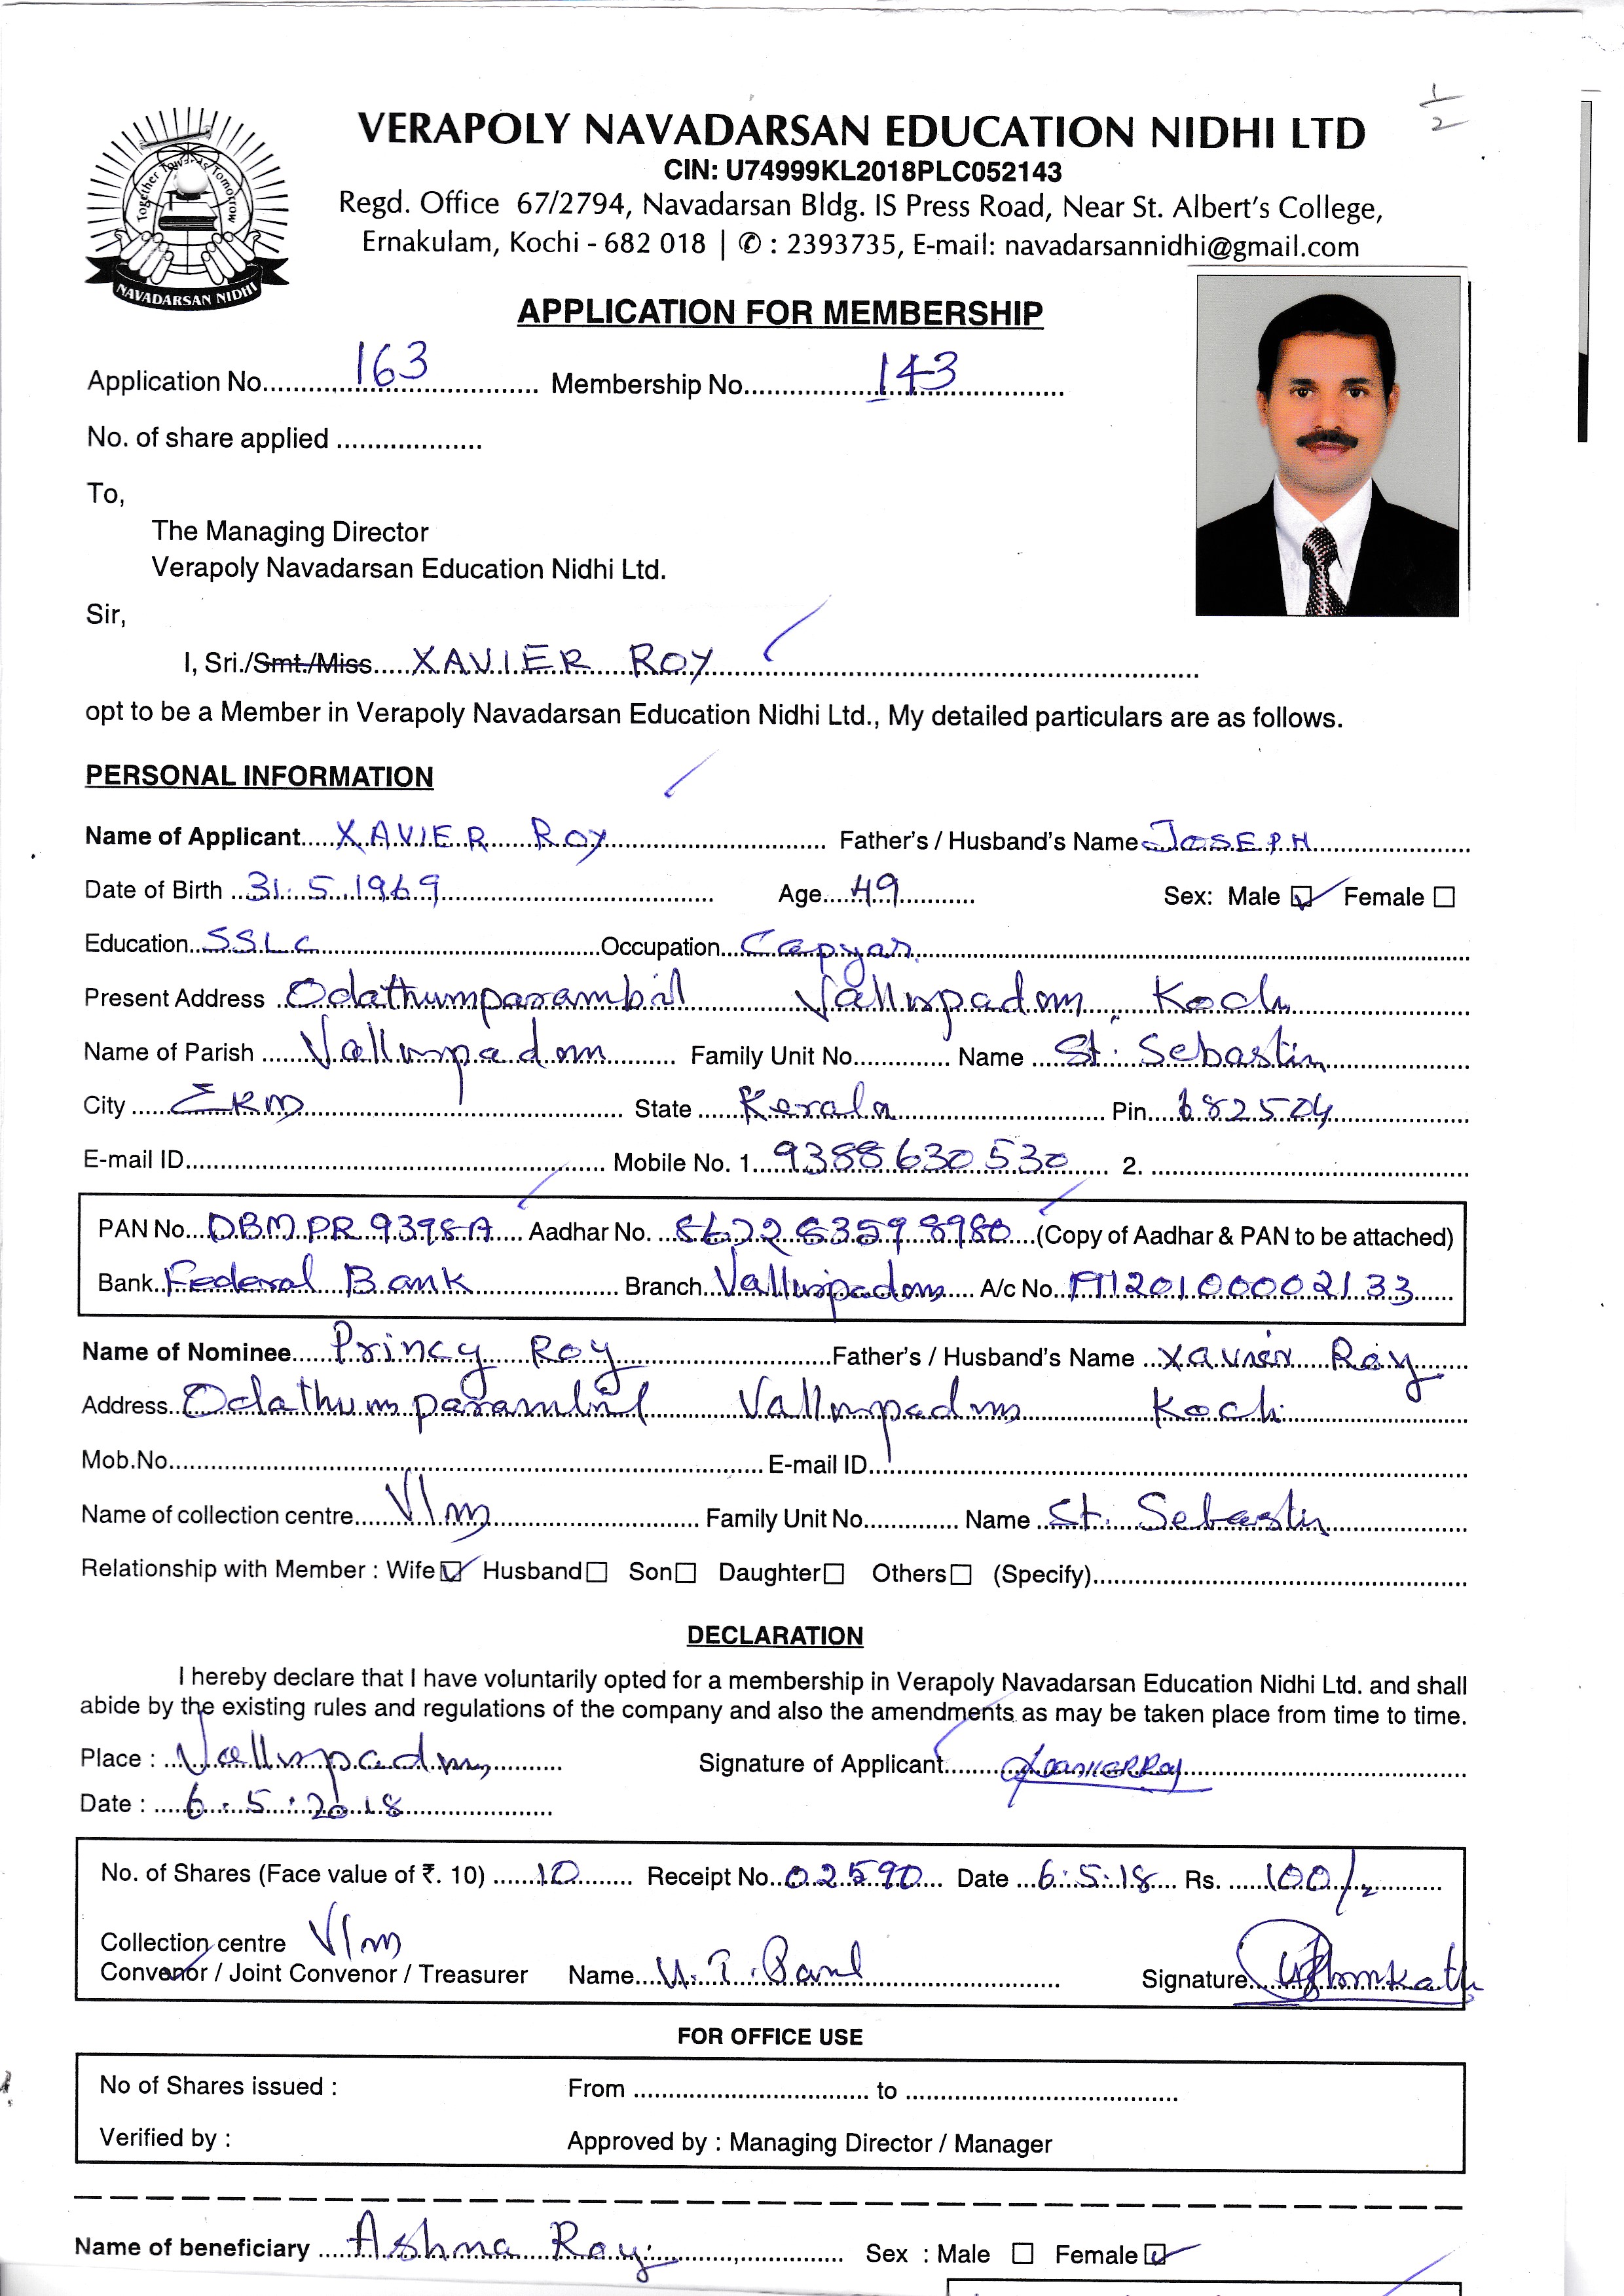 VERAPOLY NAVADARSAN EDUCATION NIDHI LTD
CIN: U74999KL2018PLC052143
Regd. Office 67/2794, Navadarsan Bldg. IS Press Road, Near St. Albert's College,
Ernakulam, Kochi - 682 018 | ✆ : 2393735, E-mail: navadarsannidhi@gmail.com
Together Towards Tomorrow
NAVADARSAN NIDHI
1/2
APPLICATION FOR MEMBERSHIP
Application No. 163 Membership No. 143
No. of share applied
To,
The Managing Director
Verapoly Navadarsan Education Nidhi Ltd.
Sir,
I, Sri./Smt./Miss XAVIER ROY
opt to be a Member in Verapoly Navadarsan Education Nidhi Ltd., My detailed particulars are as follows.
PERSONAL INFORMATION
Name of Applicant XAVIER ROY Father's / Husband's Name JOSEPH
Date of Birth 31.5.1969 Age 49 Sex: Male ☑ Female ☐
Education SSLC Occupation
Present Address Odathumparambil Vallarpadam Koch
Name of Parish Vallarpadam Family Unit No. Name St. Sebastin
City EKM State Kerala Pin 682504
E-mail ID Mobile No. 1. 9388630530 2.
PAN No. DBMPR9398A Aadhar No. 8622 6359 8980 (Copy of Aadhar & PAN to be attached)
Bank Federal Bank Branch Vallarpadam A/c No.
Name of Nominee Princy Roy Father's / Husband's Name Xavier Roy
Address Odathumparambil Vallarpadam Kochi
Mob.No. E-mail ID
Name of collection centre Vlm Family Unit No. Name St. Sebastin
Relationship with Member : Wife ☑ Husband ☐ Son ☐ Daughter ☐ Others ☐ (Specify)
DECLARATION
I hereby declare that I have voluntarily opted for a membership in Verapoly Navadarsan Education Nidhi Ltd. and shall
abide by the existing rules and regulations of the company and also the amendments as may be taken place from time to time.
Place : Vallarpadam Signature of Applicant Xavier Roy
Date : 6.5.2018
No. of Shares (Face value of ₹. 10) 10 Receipt No. 02590 Date 6.5.18 Rs. 100/-
Collection centre Vlm
Convenor / Joint Convenor / Treasurer Name U.T. Paul Signature
FOR OFFICE USE
No of Shares issued : From to
Verified by : Approved by : Managing Director / Manager
Name of beneficiary Ashna Roy Sex : Male ☐ Female ☑